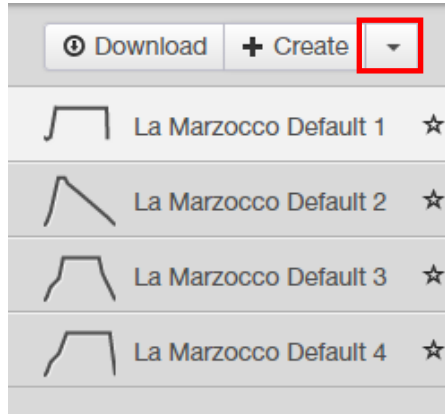 Download + Create
La Marzocco Default 1
La Marzocco Default 2
La Marzocco Default 3
La Marzocco Default 4